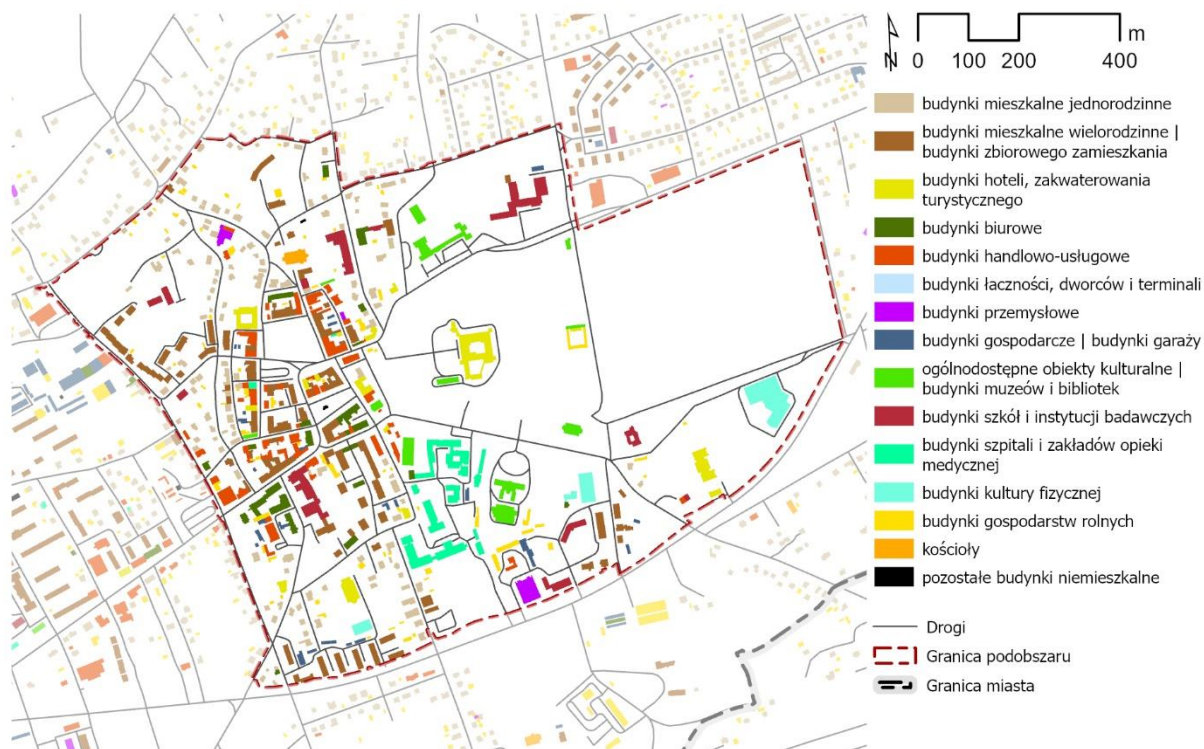 N
m
0 100 200 400
budynki mieszkalne jednorodzinne
budynki mieszkalne wielorodzinne |
budynki zbiorowego zamieszkania
budynki hoteli, zakwaterowania
turystycznego
budynki biurowe
budynki handlowo-usługowe
budynki łączności, dworców i terminali
budynki przemysłowe
budynki gospodarcze | budynki garaży
ogólnodostępne obiekty kulturalne |
budynki muzeów i bibliotek
budynki szkół i instytucji badawczych
budynki szpitali i zakładów opieki
medycznej
budynki kultury fizycznej
budynki gospodarstw rolnych
kościoły
pozostałe budynki niemieszkalne
Drogi
Granica podobszaru
Granica miasta